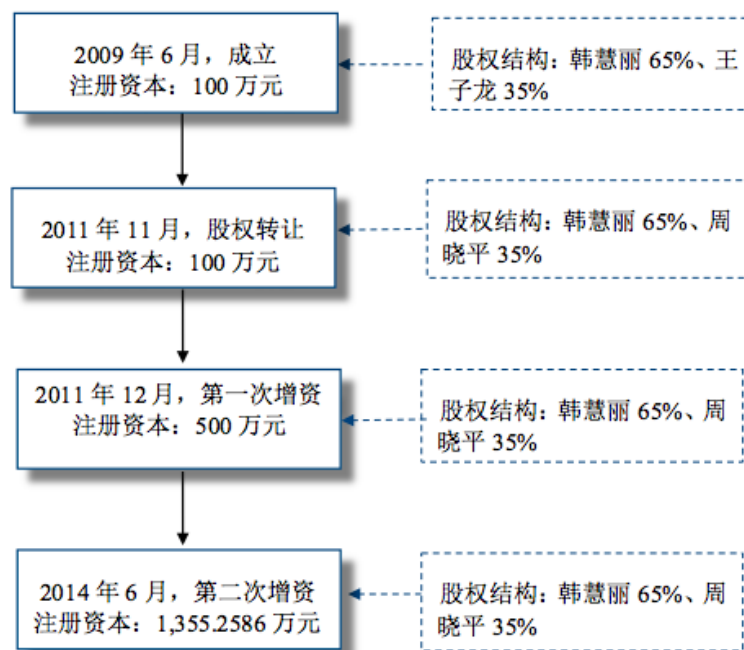 2009 年 6 月，成立
注册资本：100 万元
股权结构：韩慧丽 65%、王
子龙 35%
2011 年 11 月，股权转让
注册资本：100 万元
股权结构：韩慧丽 65%、周
晓平 35%
2011 年 12 月，第一次增资
注册资本：500 万元
股权结构：韩慧丽 65%、周
晓平 35%
2014 年 6 月，第二次增资
注册资本：1,355.2586 万元
股权结构：韩慧丽 65%、周
晓平 35%